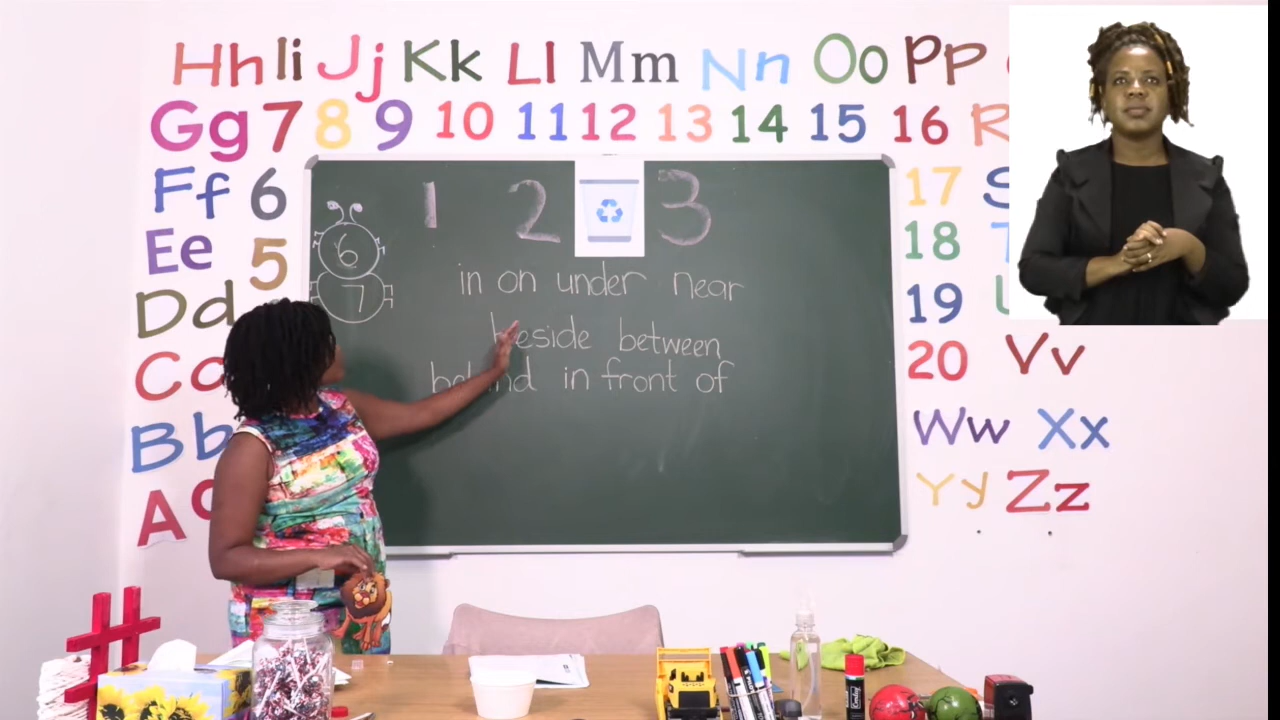 Hh Ii Jj Kk Ll Mm Nn Oo Pp
Gg 7 8 9 10 11 12 13 14 15 16 R
Ff 6
17 S
Ee 5
18
Dd
19
Cc
20 Vv
Bb
Ww Xx
A
Yy Zz
1 2 3
6
7
in on under near
beside between
behind in front of